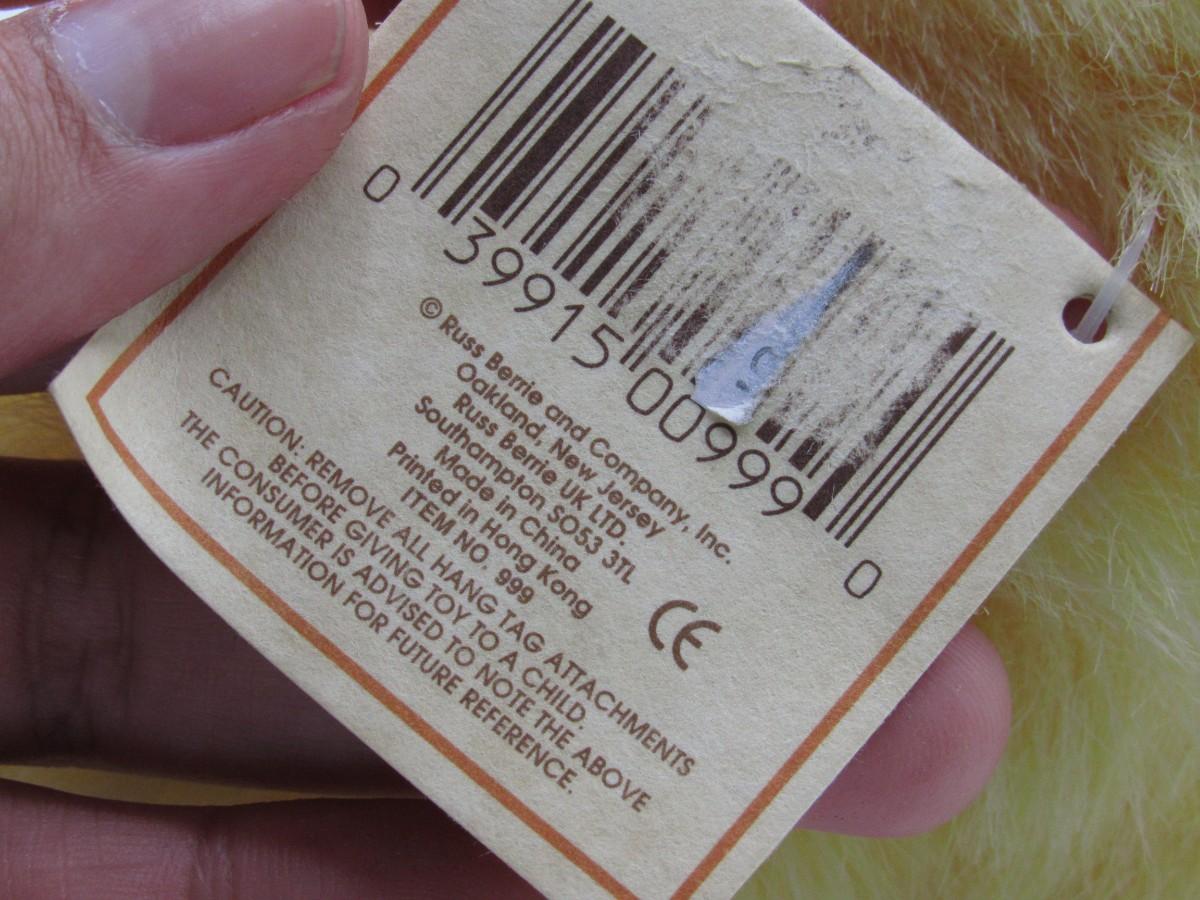 0 39915 00999 0
© Russ Berrie and Company, Inc.
Oakland, New Jersey
Russ Berrie UK LTD.
Southampton SO53 3TL
Made in China
Printed in Hong Kong
ITEM NO. 999
CE
CAUTION: REMOVE ALL HANG TAG ATTACHMENTS
BEFORE GIVING TOY TO A CHILD.
THE CONSUMER IS ADVISED TO NOTE THE ABOVE
INFORMATION FOR FUTURE REFERENCE.